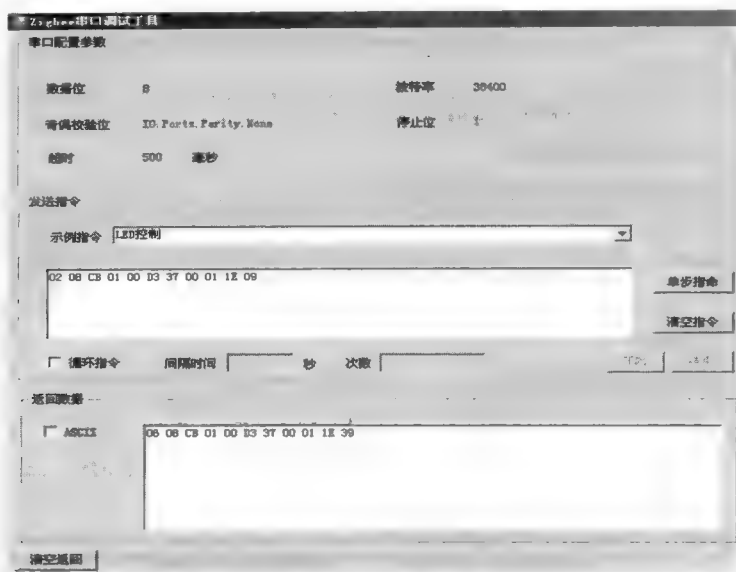 Zigbee串口调试工具
串口配置参数
数据位 8 波特率 38400
奇偶校验位 IO.Ports.Parity.None 停止位 1
超时 500 毫秒
发送指令
示例指令 LED控制
02 08 CB 01 00 D3 37 00 01 1E 09
单步指命
清空指令
循环指令 间隔时间 秒 次数
返回数据
ASCII
08 08 CB 01 00 D3 37 00 01 1E 39
清空返回